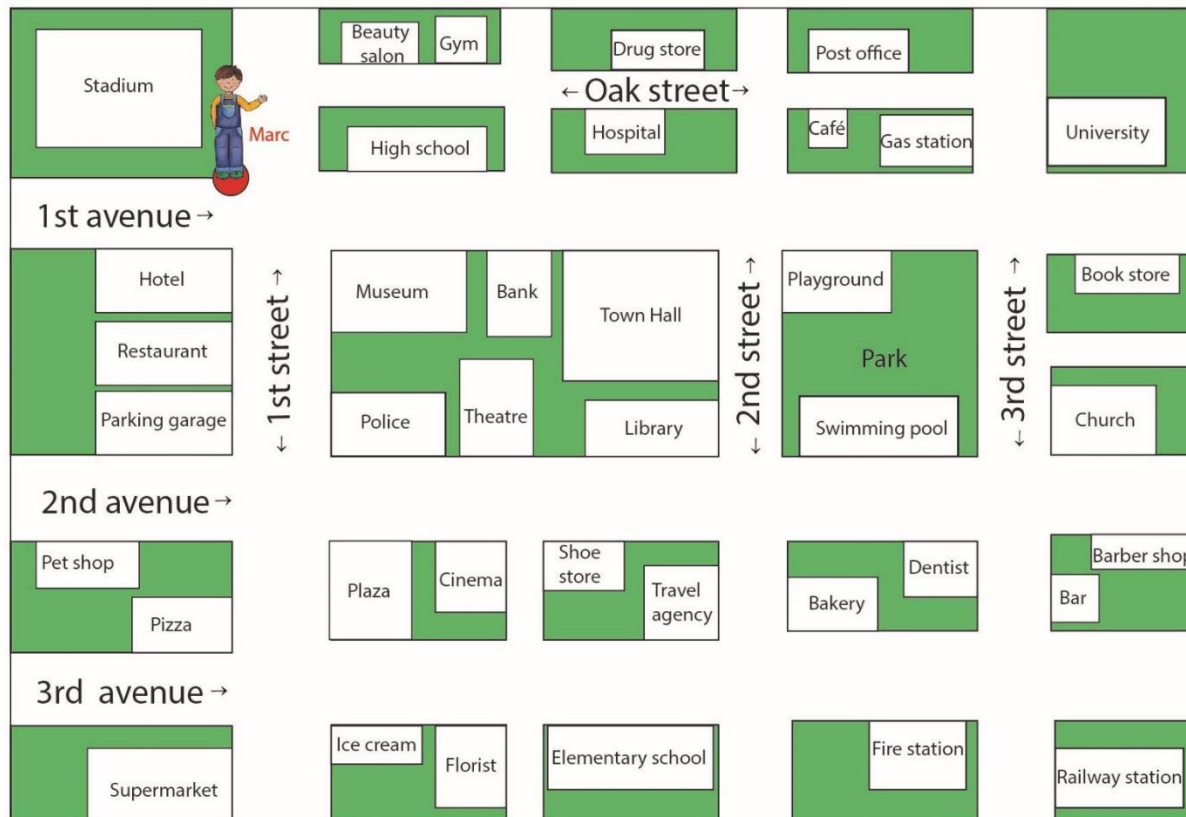 Stadium
Marc
Beauty
salon
Gym
Drug store
Post office
← Oak street→
High school
Hospital
Café
Gas station
University
1st avenue→
Hotel
Restaurant
Parking garage
← 1st street →
Museum
Bank
Town Hall
Police
Theatre
Library
← 2nd street →
Playground
Park
Swimming pool
← 3rd street →
Book store
Church
2nd avenue→
Pet shop
Pizza
Plaza
Cinema
Shoe
store
Travel
agency
Bakery
Dentist
Barber shop
Bar
3rd avenue→
Supermarket
Ice cream
Florist
Elementary school
Fire station
Railway station